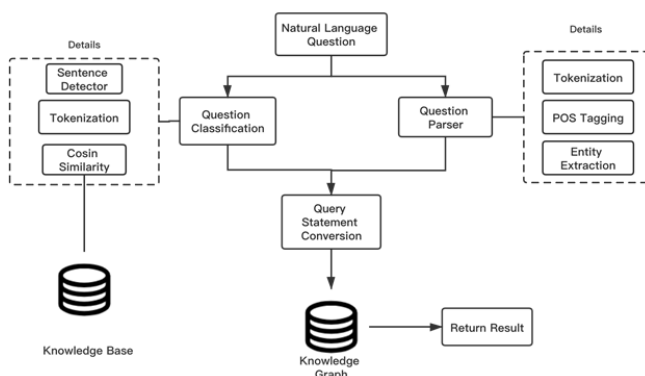 Natural Language
Question
Details
Sentence
Detector
Tokenization
Cosin
Similarity
Question
Classification
Question
Parser
Details
Tokenization
POS Tagging
Entity
Extraction
Query
Statement
Conversion
Knowledge Base
Knowledge
Graph
Return Result